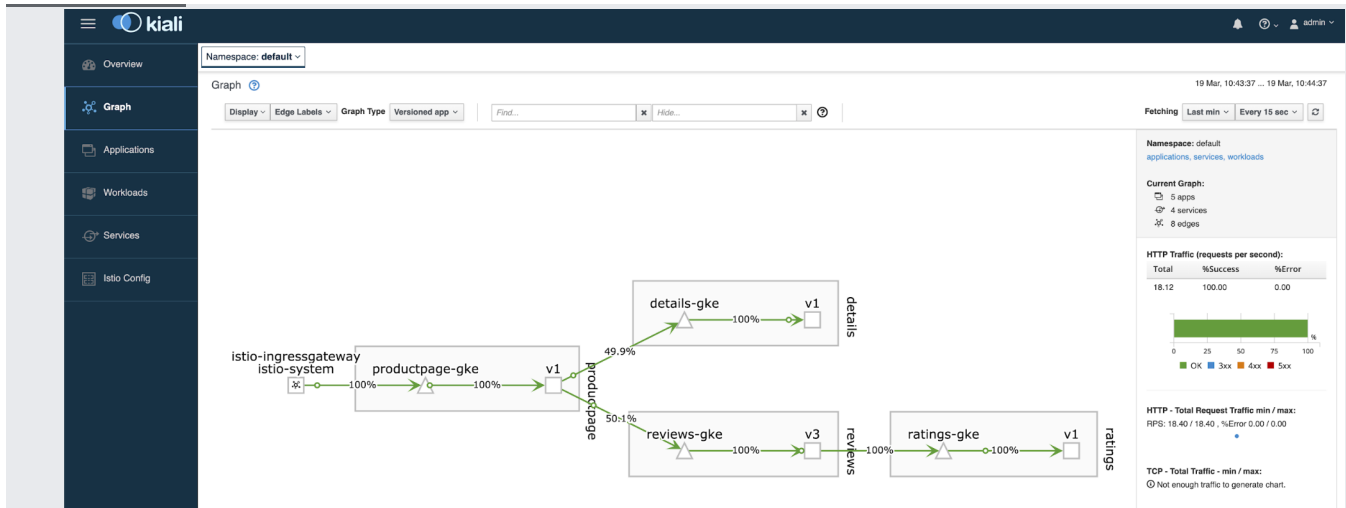 kiali
admin
Overview
Graph
Applications
Workloads
Services
Istio Config
Namespace: default
Graph
19 Mar, 10:43:37 ... 19 Mar, 10:44:37
Display Edge Labels Graph Type Versioned app Find... Hide... Fetching Last min Every 15 sec
istio-ingressgateway
istio-system
100%
productpage-gke
100%
v1
productpage
49.9%
details-gke
100%
v1
details
50.1%
reviews-gke
100%
v3
reviews
100%
ratings-gke
100%
v1
ratings
Namespace: default
applications, services, workloads
Current Graph:
5 apps
4 services
8 edges
HTTP Traffic (requests per second):
Total %Success %Error
18.12 100.00 0.00
%
0 25 50 75 100
OK 3xx 4xx 5xx
HTTP - Total Request Traffic min / max:
RPS: 18.40 / 18.40 , %Error 0.00 / 0.00
TCP - Total Traffic - min / max:
Not enough traffic to generate chart.